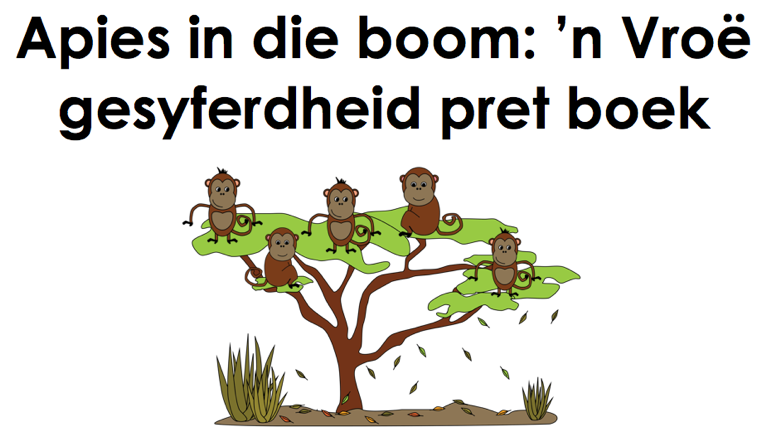 Apies in die boom: ’n Vroë
gesyferdheid pret boek